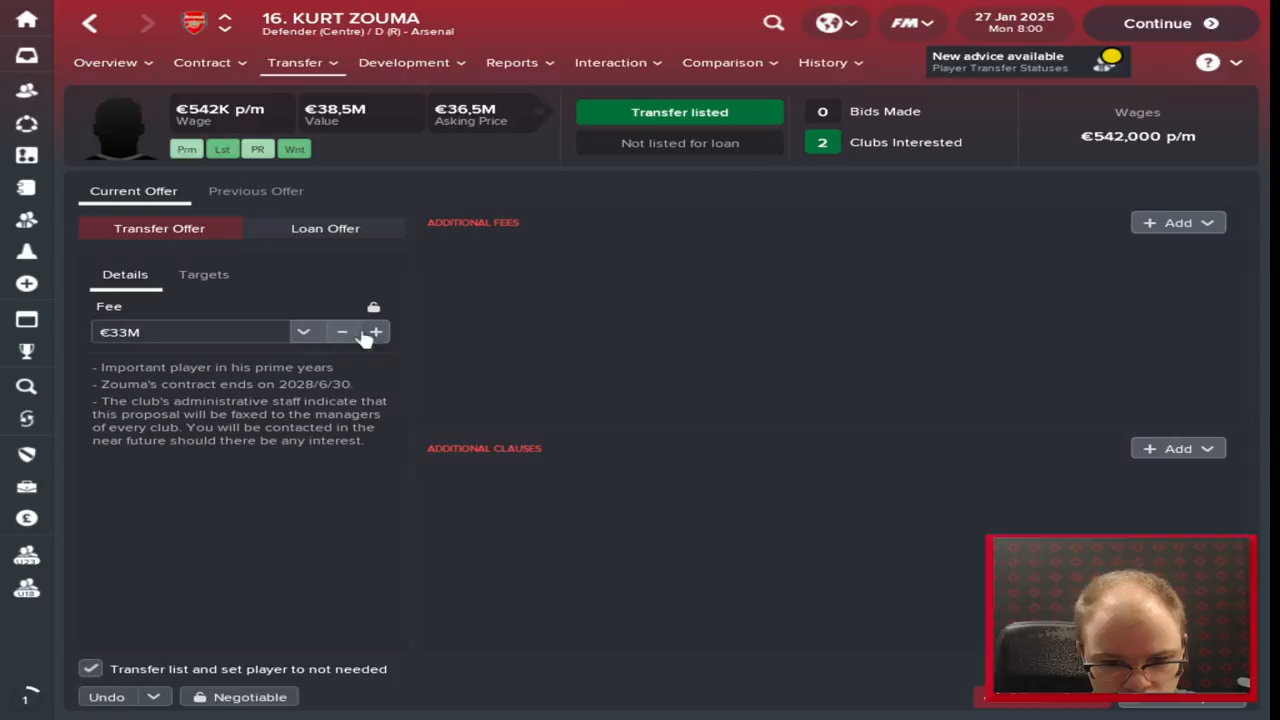 16. KURT ZOUMA
Defender (Centre) / D (R) - Arsenal
FM
27 Jan 2025
Mon 8:00
Continue
Overview
Contract
Transfer
Development
Reports
Interaction
Comparison
History
New advice available
Player Transfer Statuses
?
€542K p/m
Wage
€38,5M
Value
€36,5M
Asking Price
Prm
Lst
PR
Wnt
Transfer listed
Not listed for loan
0 Bids Made
2 Clubs Interested
Wages
€542,000 p/m
Current Offer
Previous Offer
Transfer Offer
Loan Offer
ADDITIONAL FEES
+ Add
Details
Targets
Fee
€33M
- Important player in his prime years
- Zouma's contract ends on 2028/6/30.
- The club's administrative staff indicate that
this proposal will be faxed to the managers
of every club. You will be contacted in the
near future should there be any interest.
ADDITIONAL CLAUSES
+ Add
U23
U18
Transfer list and set player to not needed
1
Undo
Negotiable